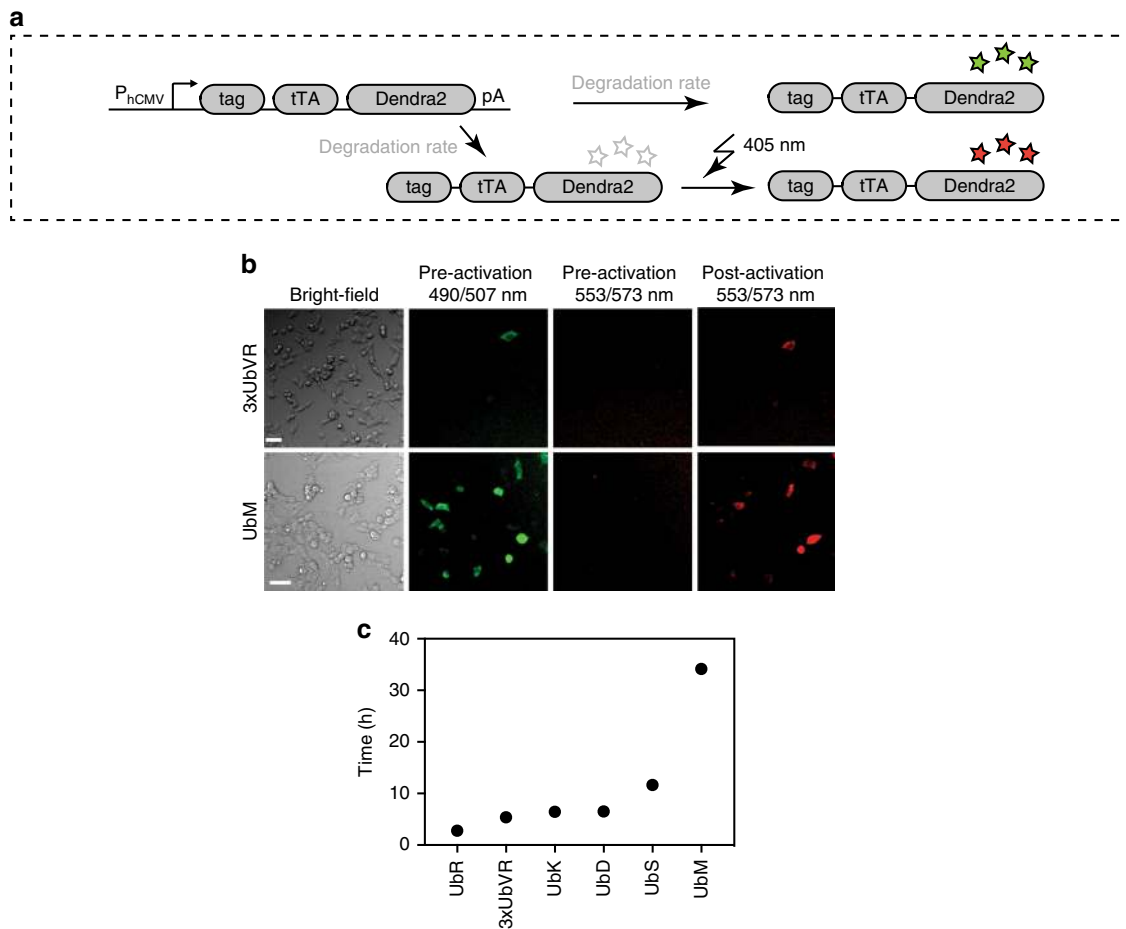 a
PhCMV tag tTA Dendra2 pA
Degradation rate
tag tTA Dendra2
Degradation rate
405 nm
tag tTA Dendra2
tag tTA Dendra2
b
Bright-field
Pre-activation
490/507 nm
Pre-activation
553/573 nm
Post-activation
553/573 nm
3xUbVR
UbM
c
40
30
20
10
0
Time (h)
UbR
3xUbVR
UbK
UbD
UbS
UbM